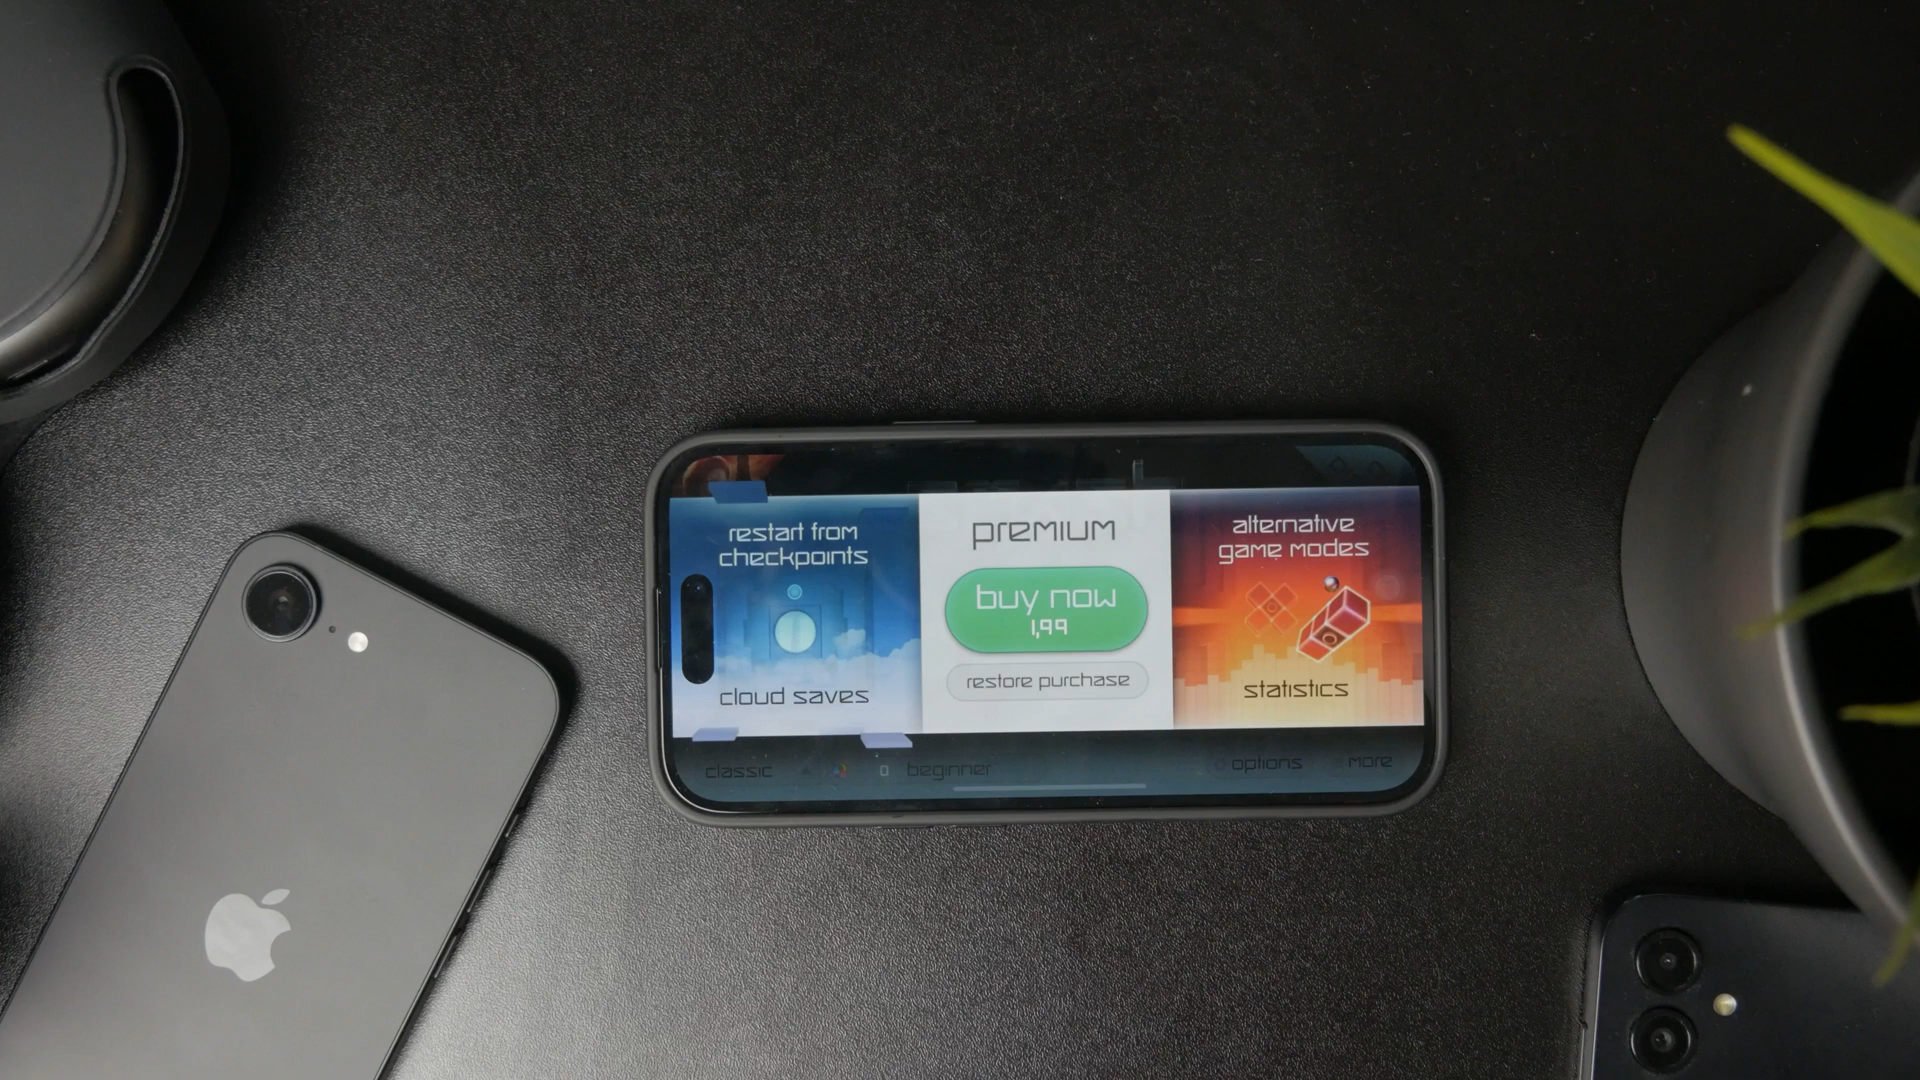 restart from
checkpoints
cloud saves
premium
buy now
1,99
restore purchase
alternative
game modes
statistics
classic
0 beginner
options
more